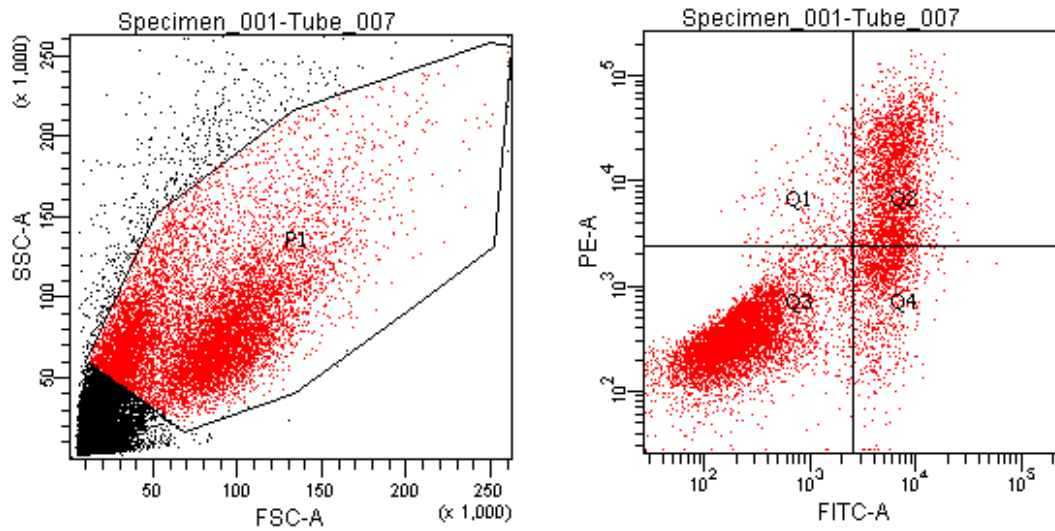 Specimen_001-Tube_007
(x 1,000)
SSC-A
250
200
150
100
50
P1
50 100 150 200 250
FSC-A (x 1,000)
Specimen_001-Tube_007
PE-A
10^5
10^4
10^3
10^2
Q1 Q2
Q3 Q4
10^2 10^3 10^4 10^5
FITC-A